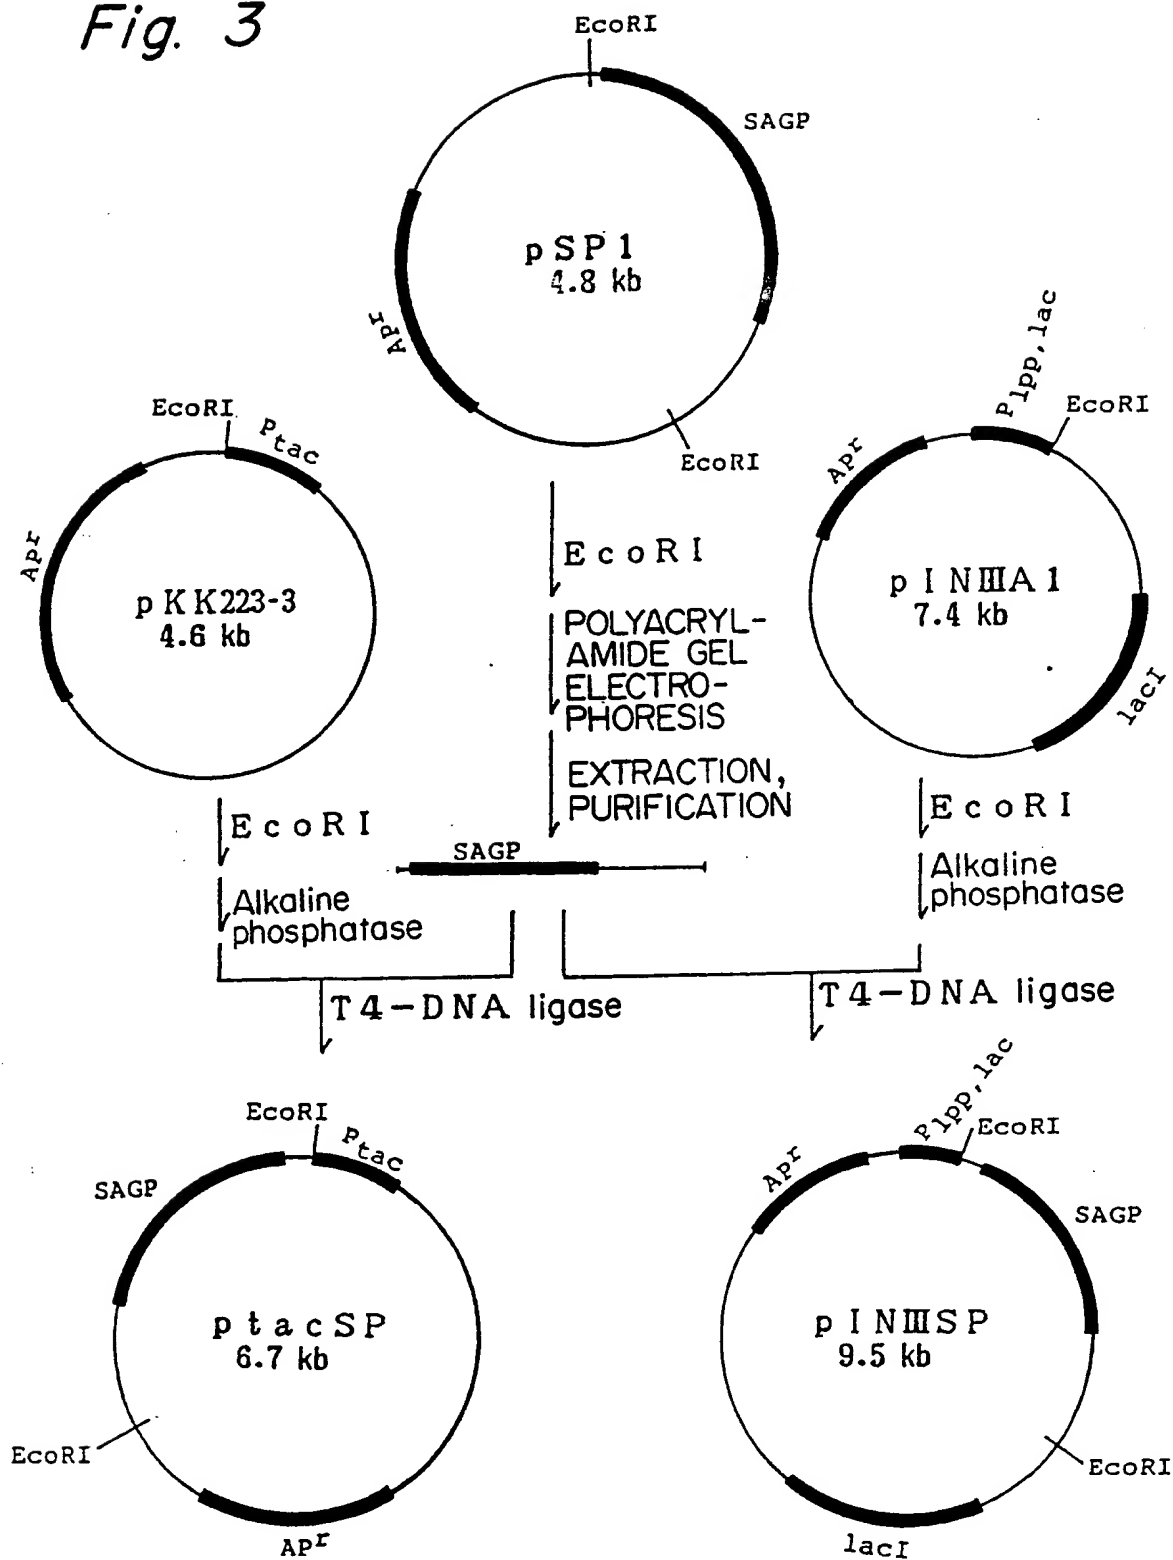 Fig. 3
EcoRI
SAGP
pSP1
4.8 kb
Apr
EcoRI
EcoRI
Ptac
Apr
pKK223-3
4.6 kb
Plpp,lac
EcoRI
Apr
pINⅢA1
7.4 kb
lacI
EcoRI
POLYACRYL-
AMIDE GEL
ELECTRO-
PHORESIS
EXTRACTION,
PURIFICATION
EcoRI
Alkaline
phosphatase
SAGP
EcoRI
Alkaline
phosphatase
T4-DNA ligase
T4-DNA ligase
EcoRI
Ptac
SAGP
ptacSP
6.7 kb
EcoRI
APr
Plpp,lac
EcoRI
Apr
SAGP
pINⅢSP
9.5 kb
EcoRI
lacI